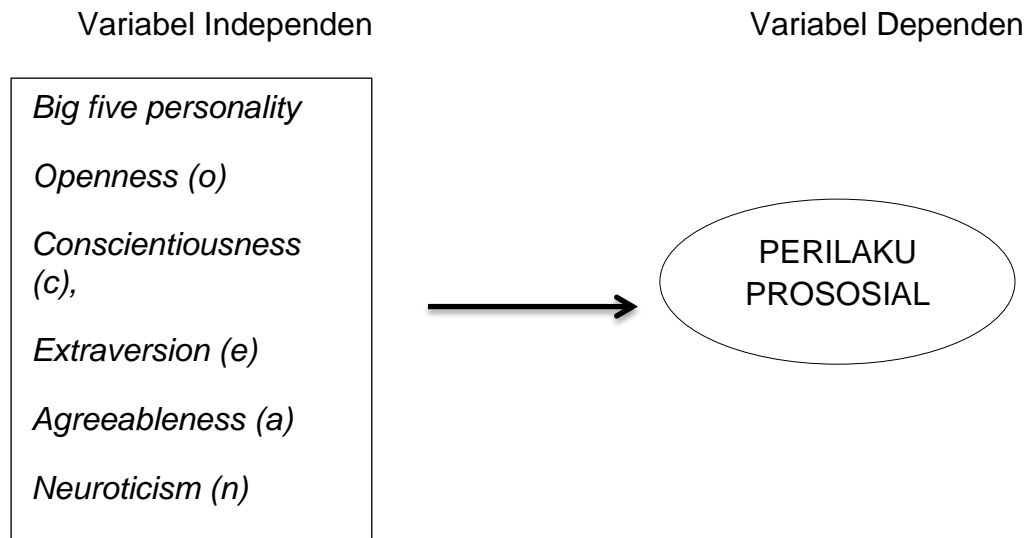 Variabel Independen
Variabel Dependen
Big five personality
Openness (o)
Conscientiousness
(c),
Extraversion (e)
Agreeableness (a)
Neuroticism (n)
PERILAKU
PROSOSIAL